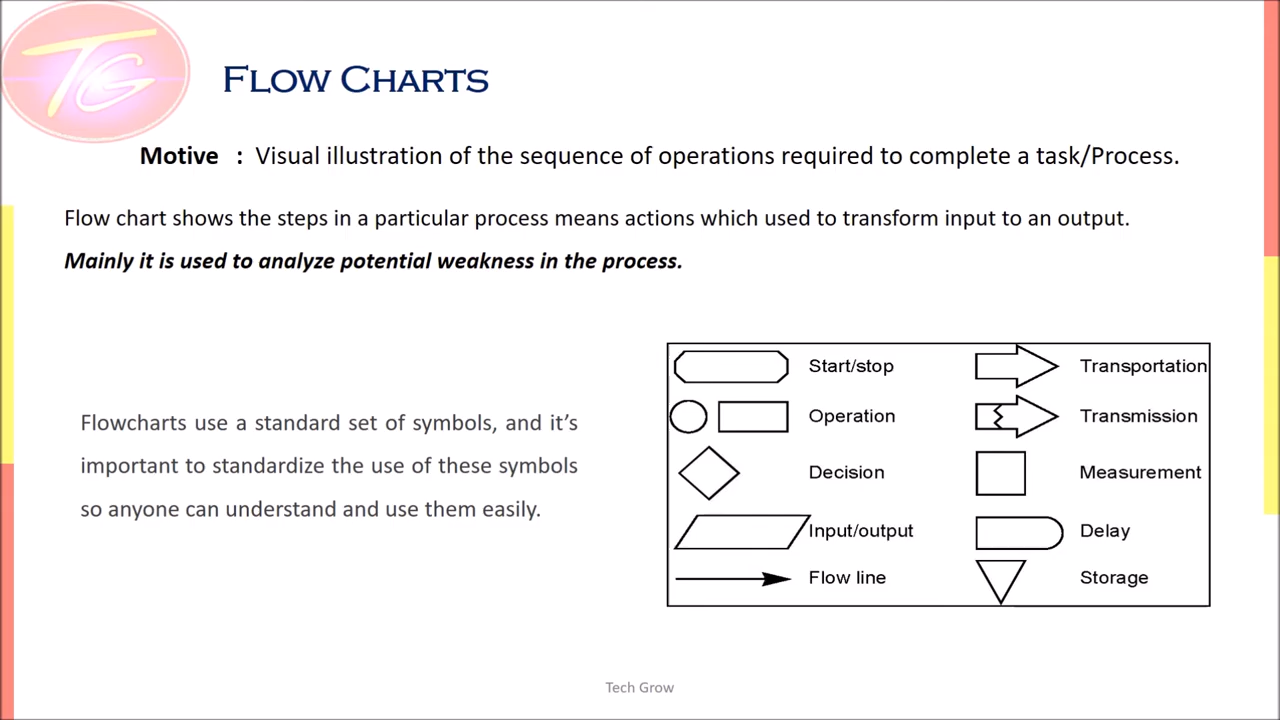 TG
Flow Charts
Motive : Visual illustration of the sequence of operations required to complete a task/Process.
Flow chart shows the steps in a particular process means actions which used to transform input to an output.
Mainly it is used to analyze potential weakness in the process.
Flowcharts use a standard set of symbols, and it’s
important to standardize the use of these symbols
so anyone can understand and use them easily.
Start/stop
Transportation
Operation
Transmission
Decision
Measurement
Input/output
Delay
Flow line
Storage
Tech Grow